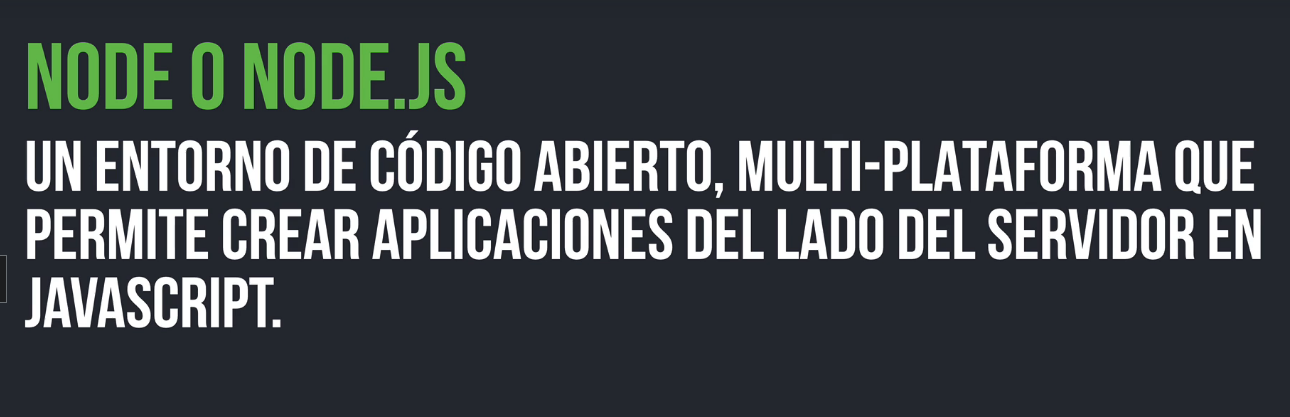 NODE O NODE.JS
UN ENTORNO DE CÓDIGO ABIERTO, MULTI-PLATAFORMA QUE
PERMITE CREAR APLICACIONES DEL LADO DEL SERVIDOR EN
JAVASCRIPT.